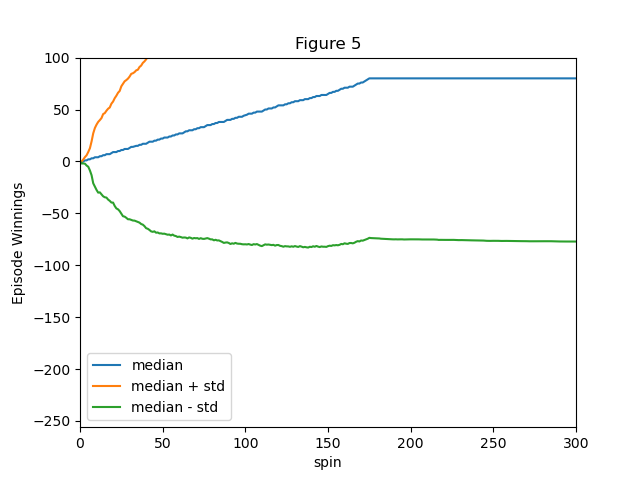 Figure 5
Episode Winnings
100
50
0
−50
−100
−150
−200
−250
median
median + std
median - std
0 50 100 150 200 250 300
spin